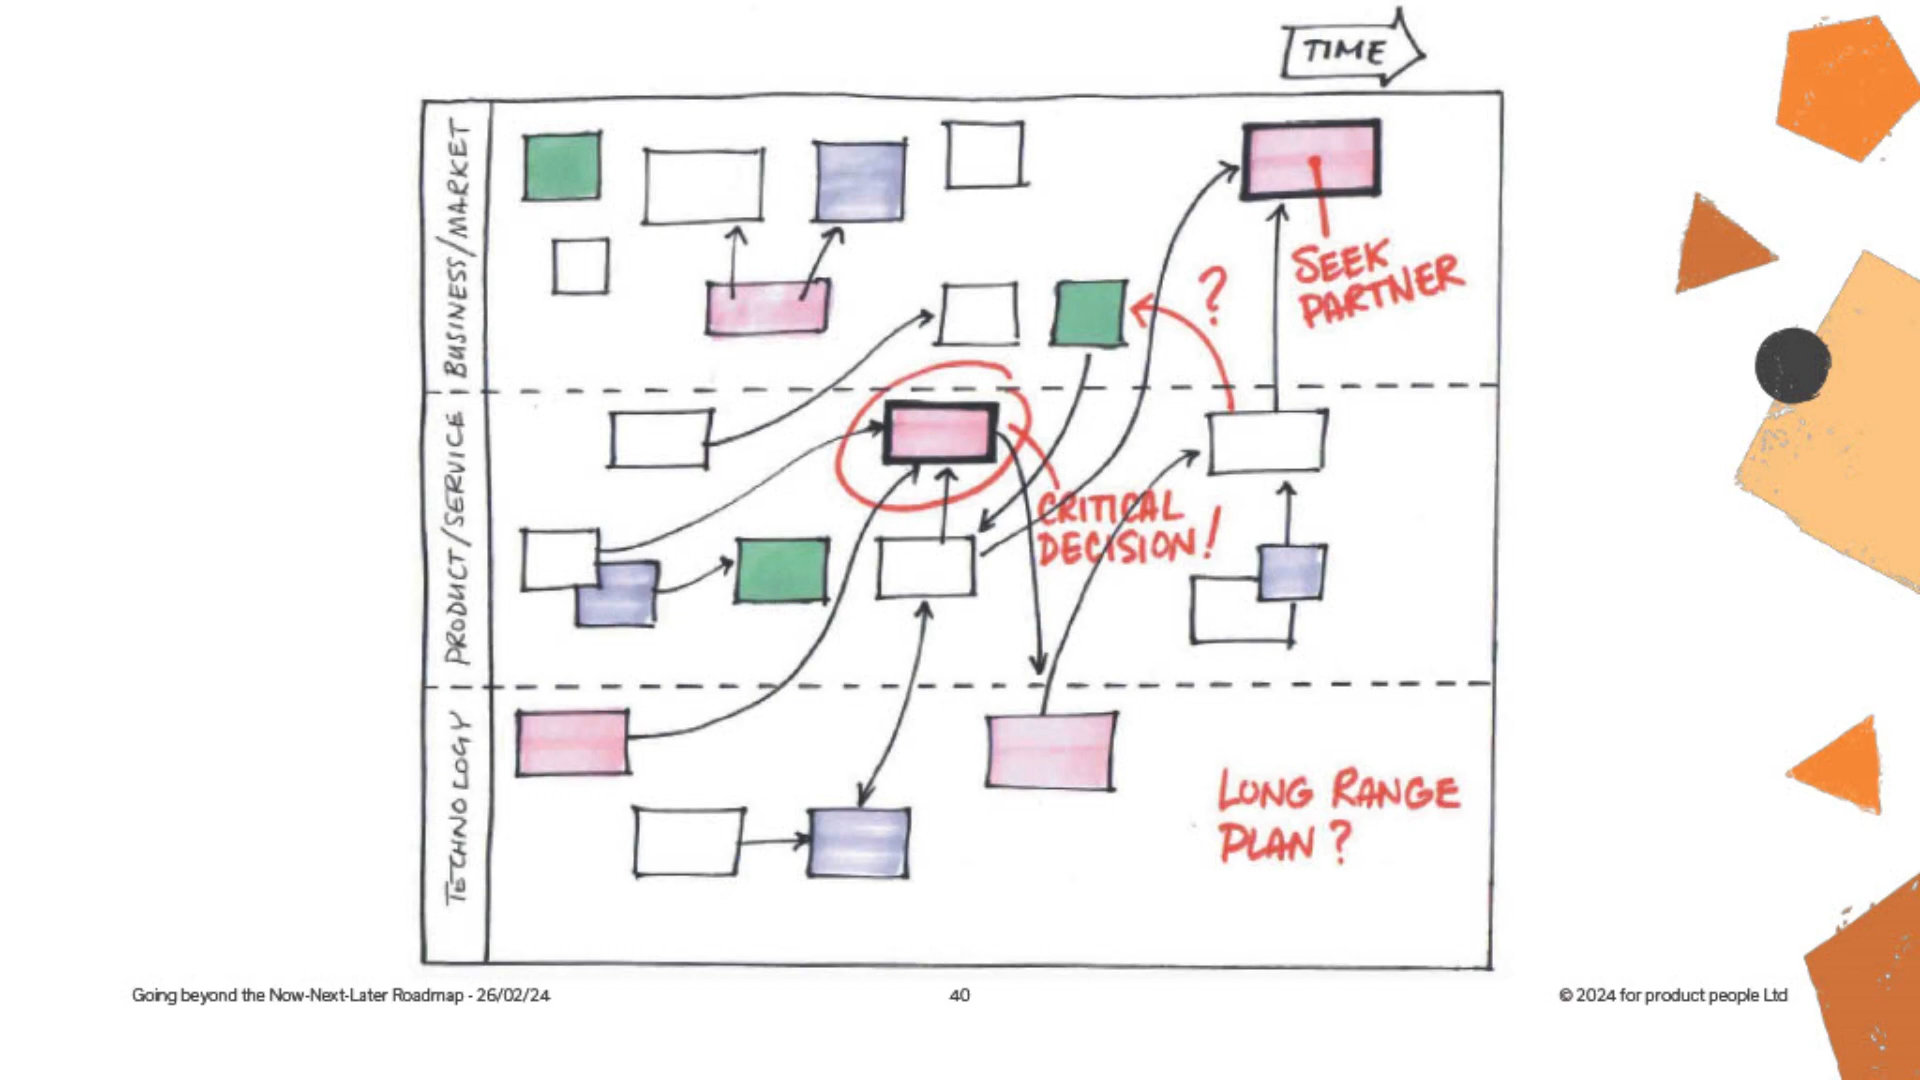 TIME
BUSINESS/MARKET
SEEK
PARTNER
?
PRODUCT/SERVICE
CRITICAL
DECISION!
TECHNOLOGY
LONG RANGE
PLAN?
Going beyond the Now-Next-Later Roadmap - 26/02/24
40
© 2024 for product people Ltd